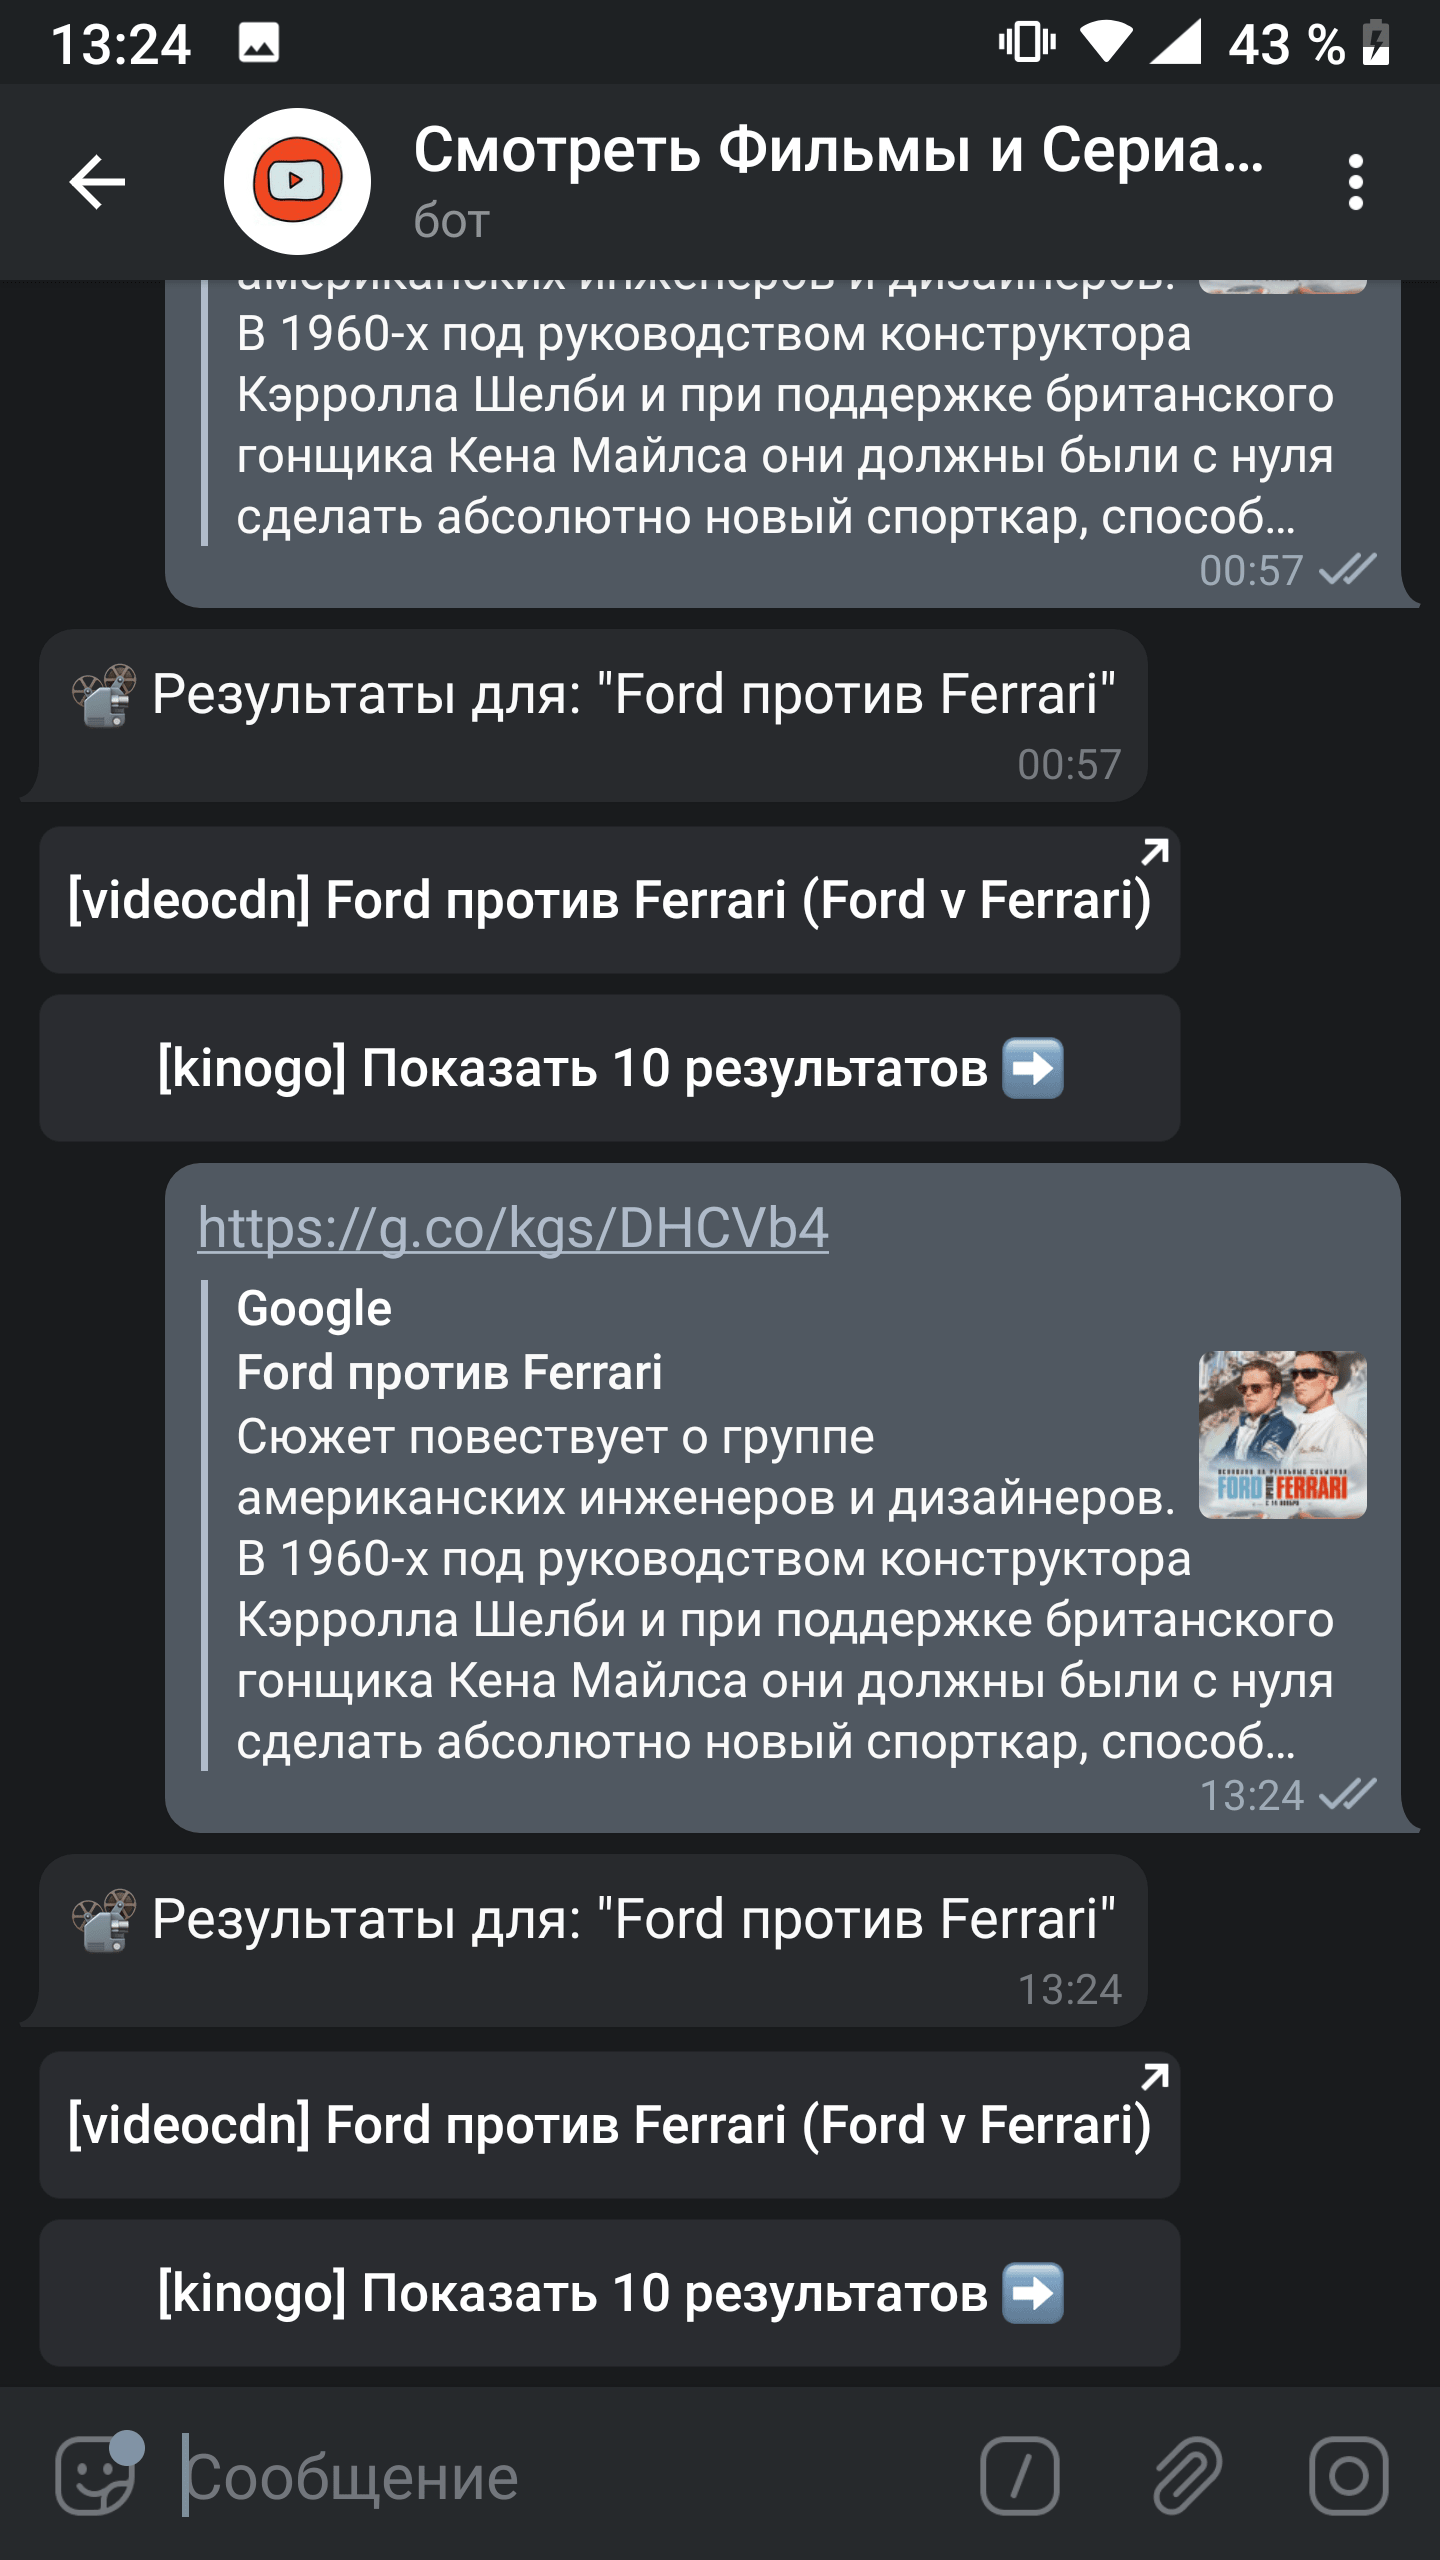 13:24
43 %
Смотреть Фильмы и Сериа...
бот
американских инженеров и дизайнеров.
В 1960-х под руководством конструктора
Кэрролла Шелби и при поддержке британского
гонщика Кена Майлса они должны были с нуля
сделать абсолютно новый спорткар, способ...
00:57
Результаты для: "Ford против Ferrari"
00:57
[videocdn] Ford против Ferrari (Ford v Ferrari)
[kinogo] Показать 10 результатов
https://g.co/kgs/DHCVb4
Google
Ford против Ferrari
Сюжет повествует о группе
американских инженеров и дизайнеров.
В 1960-х под руководством конструктора
Кэрролла Шелби и при поддержке британского
гонщика Кена Майлса они должны были с нуля
сделать абсолютно новый спорткар, способ...
FORD FERRARI
13:24
Результаты для: "Ford против Ferrari"
13:24
[videocdn] Ford против Ferrari (Ford v Ferrari)
[kinogo] Показать 10 результатов
Сообщение